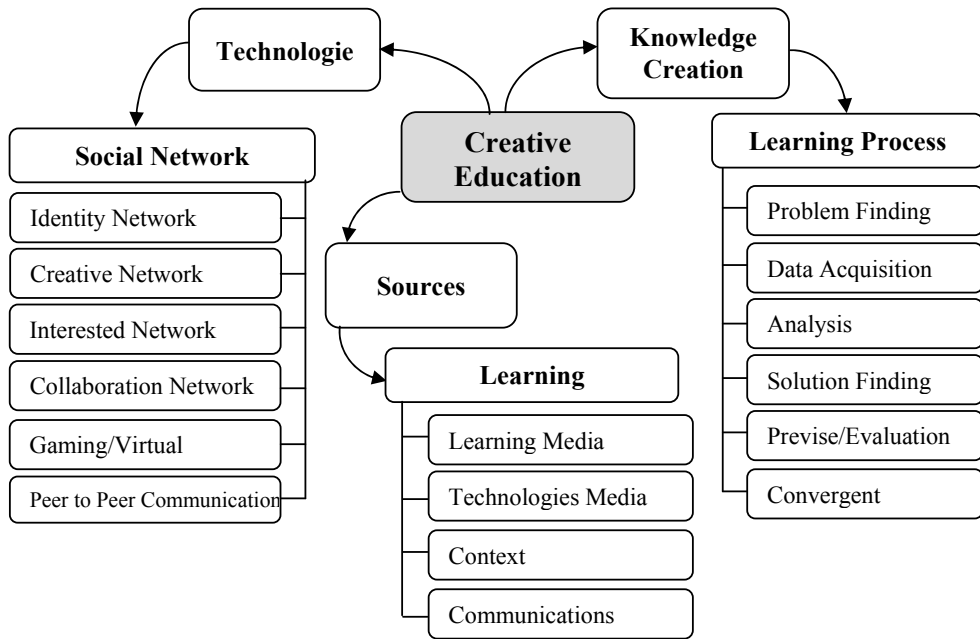 Technologie
Knowledge
Creation
Creative
Education
Social Network
Identity Network
Creative Network
Interested Network
Collaboration Network
Gaming/Virtual
Peer to Peer Communication
Sources
Learning
Learning Media
Technologies Media
Context
Communications
Learning Process
Problem Finding
Data Acquisition
Analysis
Solution Finding
Previse/Evaluation
Convergent